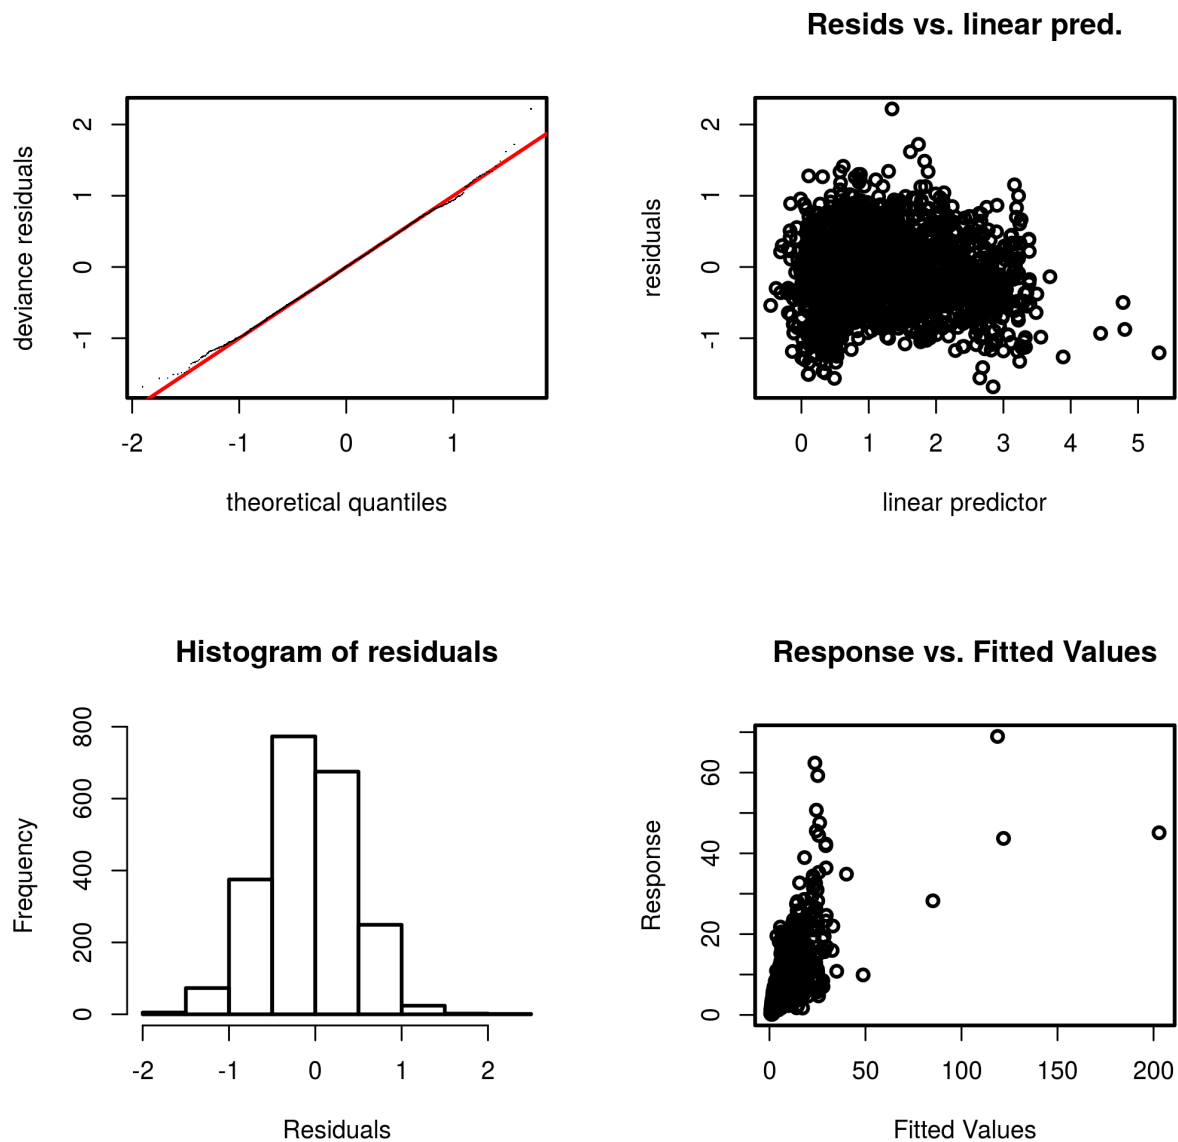 deviance residuals
2
1
0
-1
-2 -1 0 1
theoretical quantiles
Resids vs. linear pred.
residuals
2
1
0
-1
0 1 2 3 4 5
linear predictor
Histogram of residuals
Frequency
800
600
400
200
0
-2 -1 0 1 2
Residuals
Response vs. Fitted Values
Response
60
40
20
0
0 50 100 150 200
Fitted Values